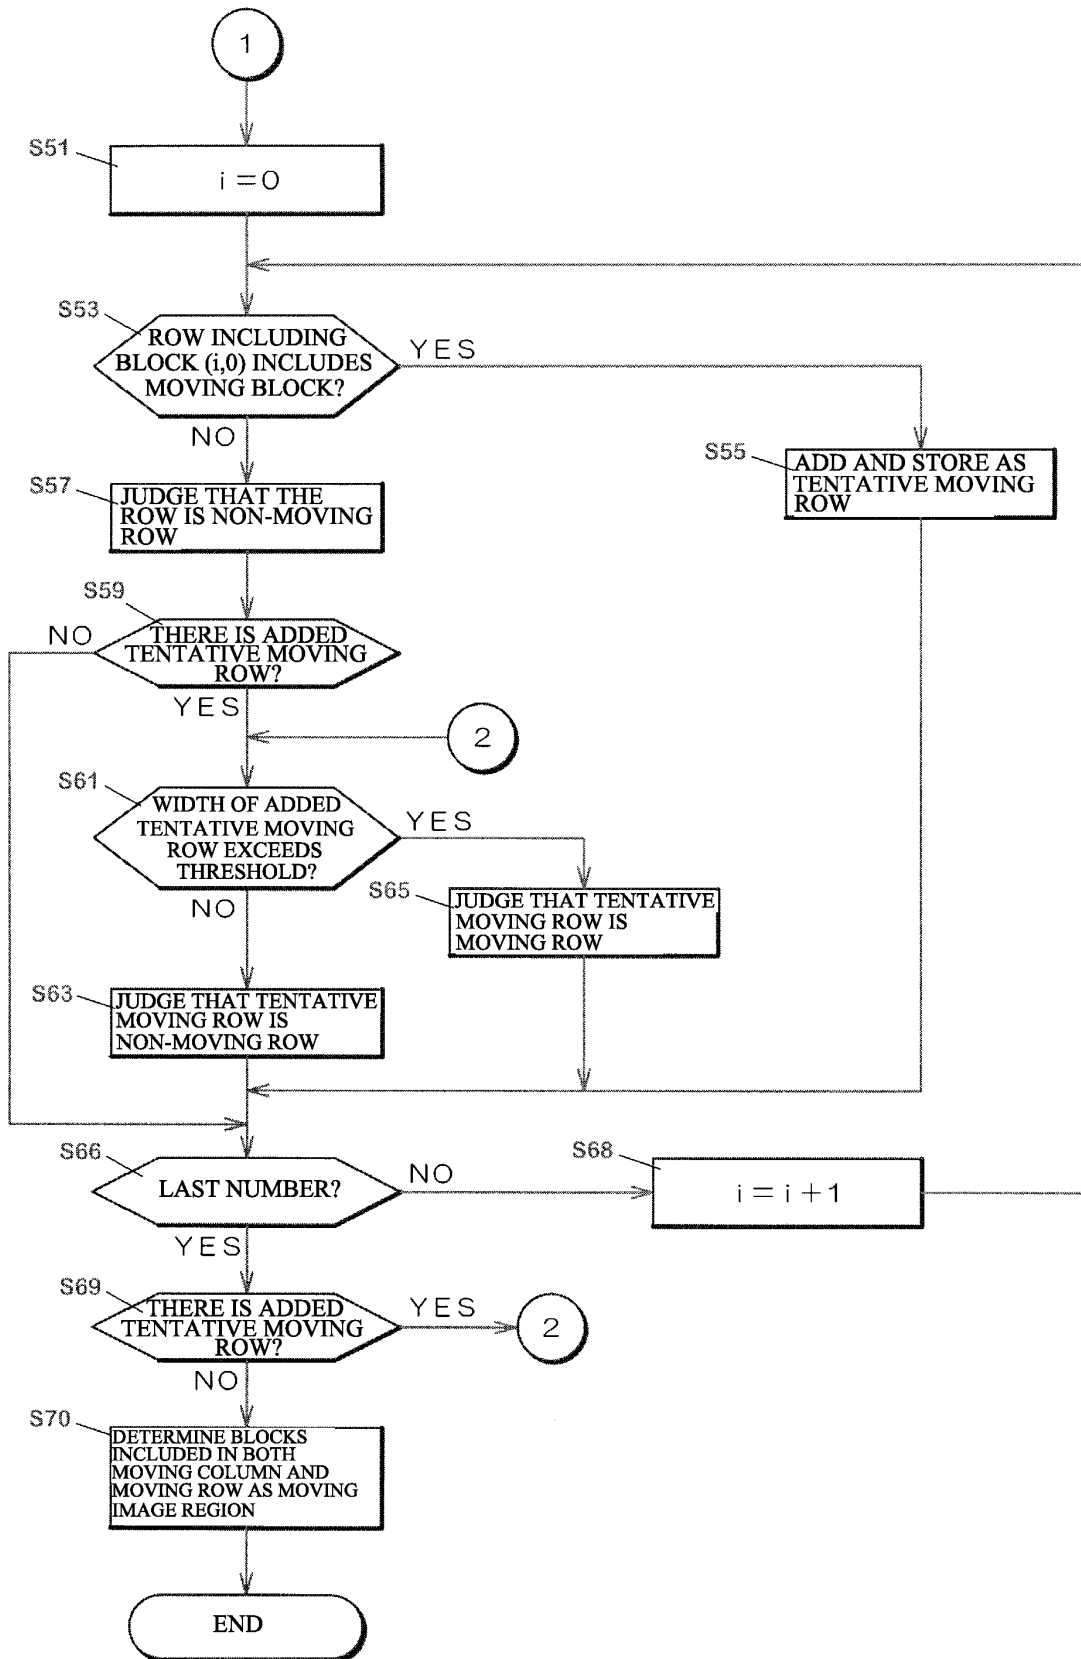 1
S51
i = 0
S53
ROW INCLUDING
BLOCK (i,0) INCLUDES
MOVING BLOCK?
YES
NO
S55
ADD AND STORE AS
TENTATIVE MOVING
ROW
S57
JUDGE THAT THE
ROW IS NON-MOVING
ROW
S59
NO
THERE IS ADDED
TENTATIVE MOVING
ROW?
YES
2
S61
WIDTH OF ADDED
TENTATIVE MOVING
ROW EXCEEDS
THRESHOLD?
YES
NO
S65
JUDGE THAT TENTATIVE
MOVING ROW IS
MOVING ROW
S63
JUDGE THAT TENTATIVE
MOVING ROW IS
NON-MOVING ROW
S66
LAST NUMBER?
NO
S68
i = i + 1
YES
S69
THERE IS ADDED
TENTATIVE MOVING
ROW?
YES
2
NO
S70
DETERMINE BLOCKS
INCLUDED IN BOTH
MOVING COLUMN AND
MOVING ROW AS MOVING
IMAGE REGION
END